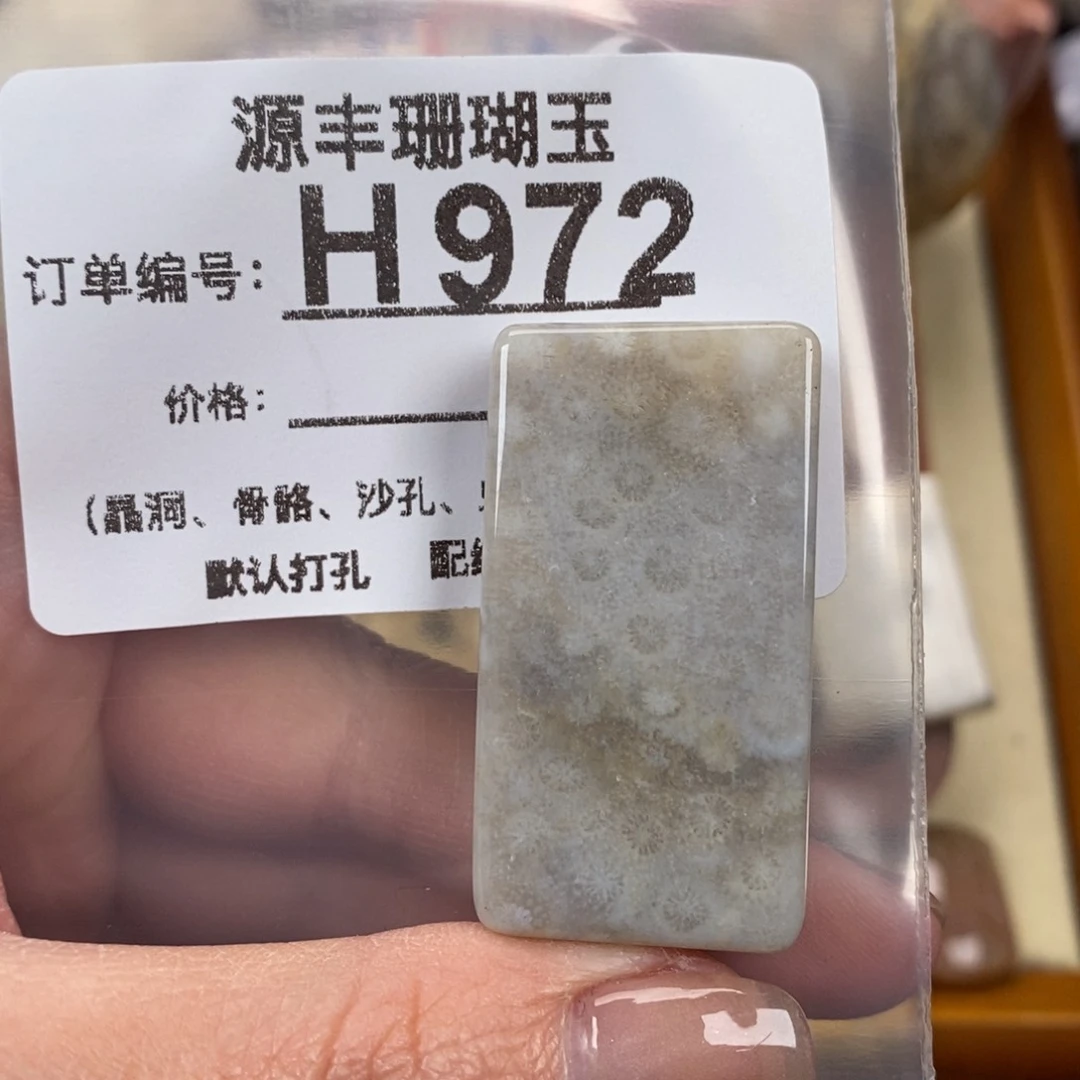 源丰珊瑚玉
订单编号：H972
价格：
（晶洞、骨骼、沙孔、
默认打孔 配